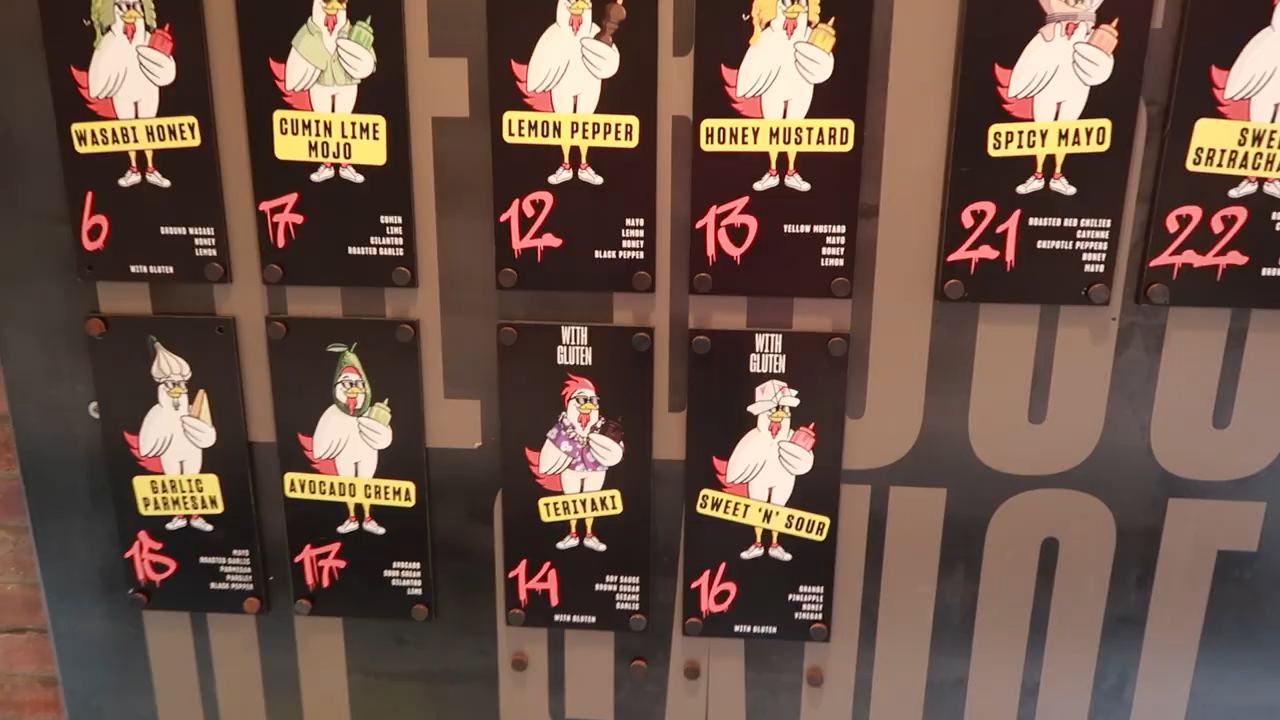 WASABI HONEY
6
GROUND WASABI
HONEY
LEMON
WITH GLUTEN
CUMIN LIME
MOJO
17
CUMIN
LIME
CILANTRO
ROASTED GARLIC
LEMON PEPPER
12
MAYO
LEMON
HONEY
BLACK PEPPER
HONEY MUSTARD
13
YELLOW MUSTARD
MAYO
HONEY
LEMON
SPICY MAYO
21
ROASTED RED CHILIES
CAYENNE
CHIPOTLE PEPPERS
HONEY
MAYO
SRIRACHA
22
GARLIC
PARMESAN
15
MAYO
ROASTED GARLIC
PARMESAN
PARSLEY
BLACK PEPPER
AVOCADO CREMA
17
AVOCADO
SOUR CREAM
CILANTRO
LIME
WITH
GLUTEN
TERIYAKI
14
SOY SAUCE
BROWN SUGAR
SESAME
GARLIC
WITH GLUTEN
WITH
GLUTEN
SWEET 'N' SOUR
16
ORANGE
PINEAPPLE
HONEY
VINEGAR
WITH GLUTEN